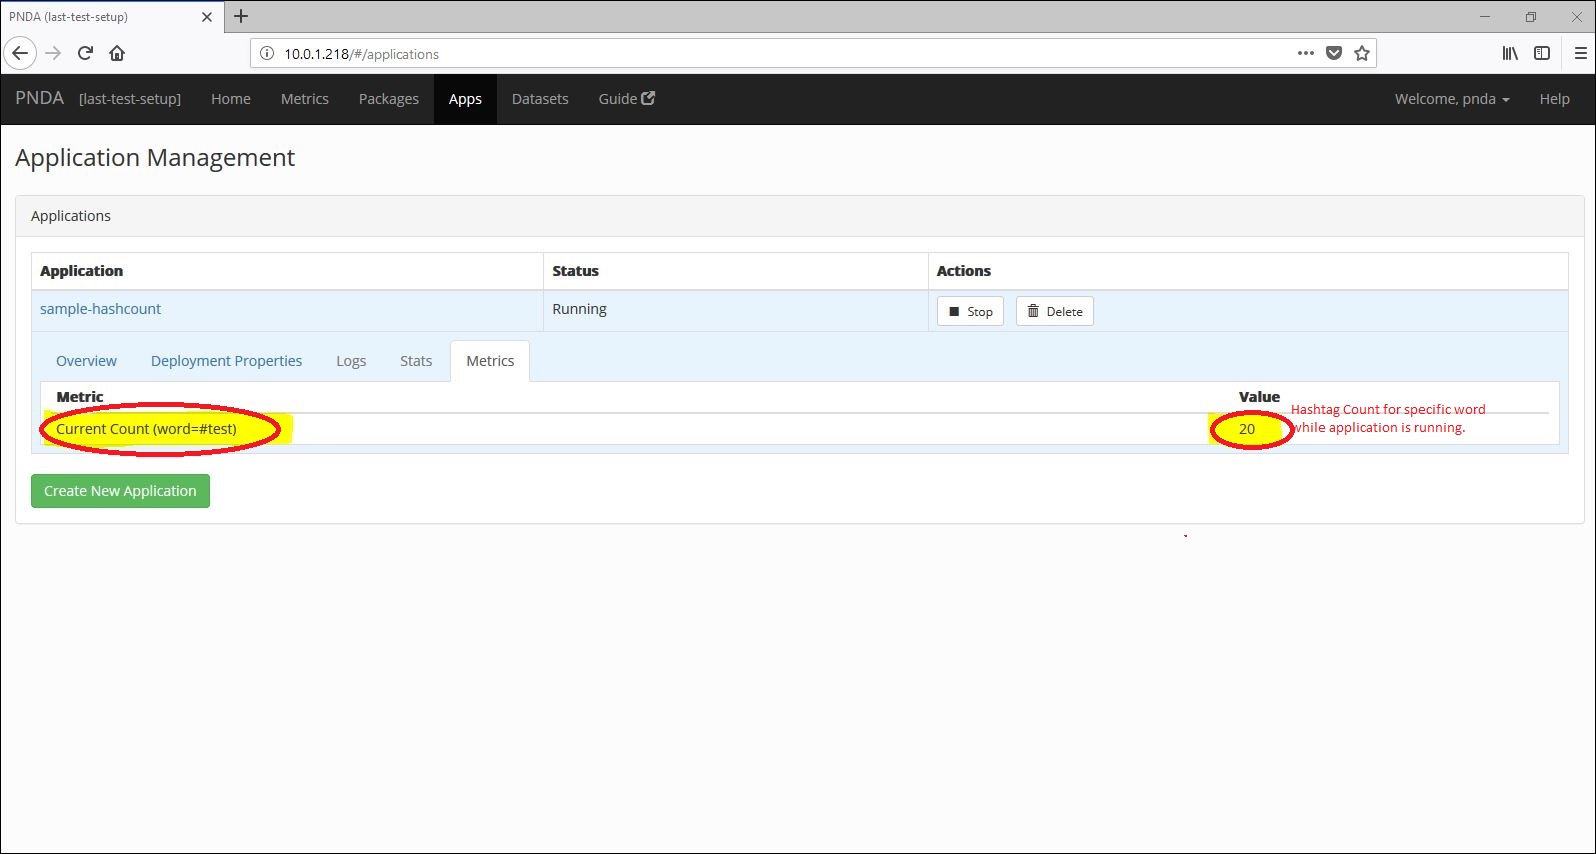 PNDA (last-test-setup)
10.0.1.218/#/applications
PNDA [last-test-setup] Home Metrics Packages Apps Datasets Guide Welcome, pnda Help
Application Management
Applications
Application Status Actions
sample-hashcount Running Stop Delete
Overview Deployment Properties Logs Stats Metrics
Metric Value
Current Count (word=#test) 20
Hashtag Count for specific word
while application is running.
Create New Application